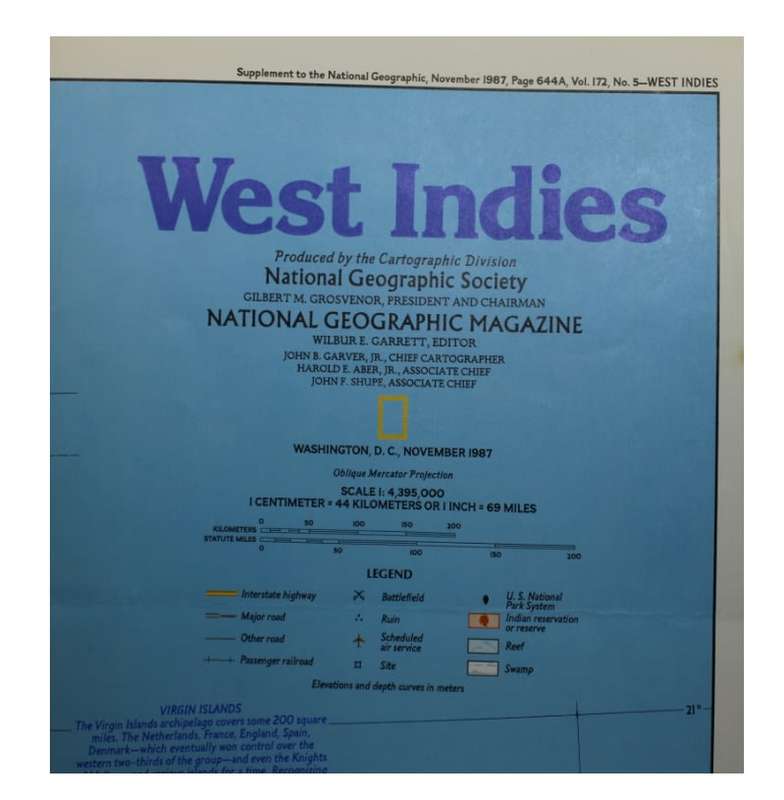 Supplement to the National Geographic, November 1987, Page 644A, Vol. 172, No. 5—WEST INDIES
West Indies
Produced by the Cartographic Division
National Geographic Society
GILBERT M. GROSVENOR, PRESIDENT AND CHAIRMAN
NATIONAL GEOGRAPHIC MAGAZINE
WILBUR E. GARRETT, EDITOR
JOHN B. GARVER, JR., CHIEF CARTOGRAPHER
HAROLD E. ABER, JR., ASSOCIATE CHIEF
JOHN F. SHUPE, ASSOCIATE CHIEF
WASHINGTON, D. C., NOVEMBER 1987
Oblique Mercator Projection
SCALE 1: 4,395,000
1 CENTIMETER = 44 KILOMETERS OR 1 INCH = 69 MILES
0 50 100 150 200
KILOMETERS
STATUTE MILES
0 50 100 150 200
LEGEND
Interstate highway
Major road
Other road
Passenger railroad
Battlefield
Ruin
Scheduled
air service
Site
U. S. National
Park System
Indian reservation
or reserve
Reef
Swamp
Elevations and depth curves in meters
21°
VIRGIN ISLANDS
The Virgin Islands archipelago covers some 200 square
miles. The Netherlands, France, England, Spain,
Denmark—which eventually won control over the
western two-thirds of the group—and even the Knights
islands for a time. Recognizing